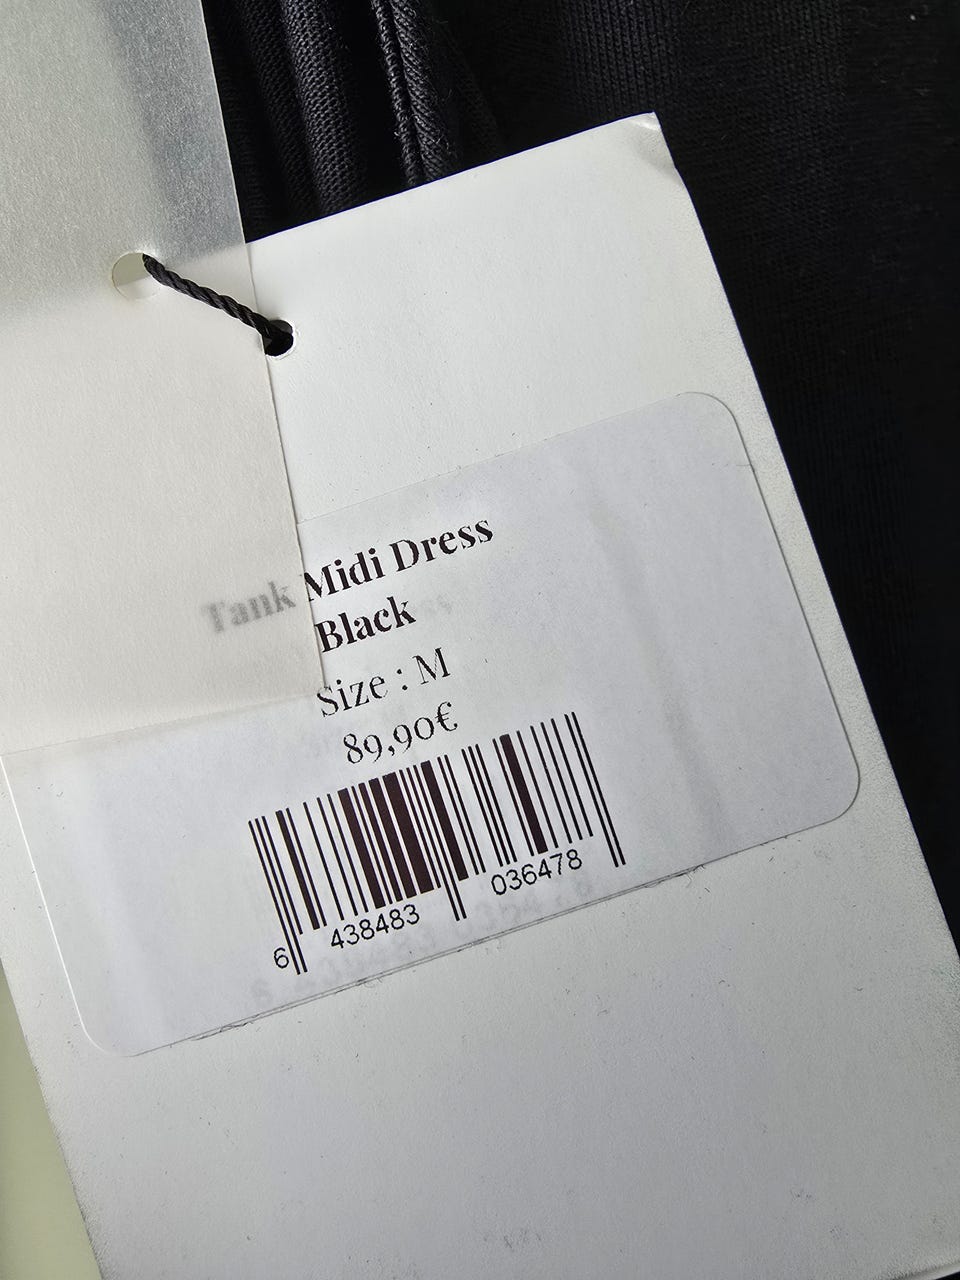 Tank Midi Dress
Black
Size : M
89,90€
6 438483 036478